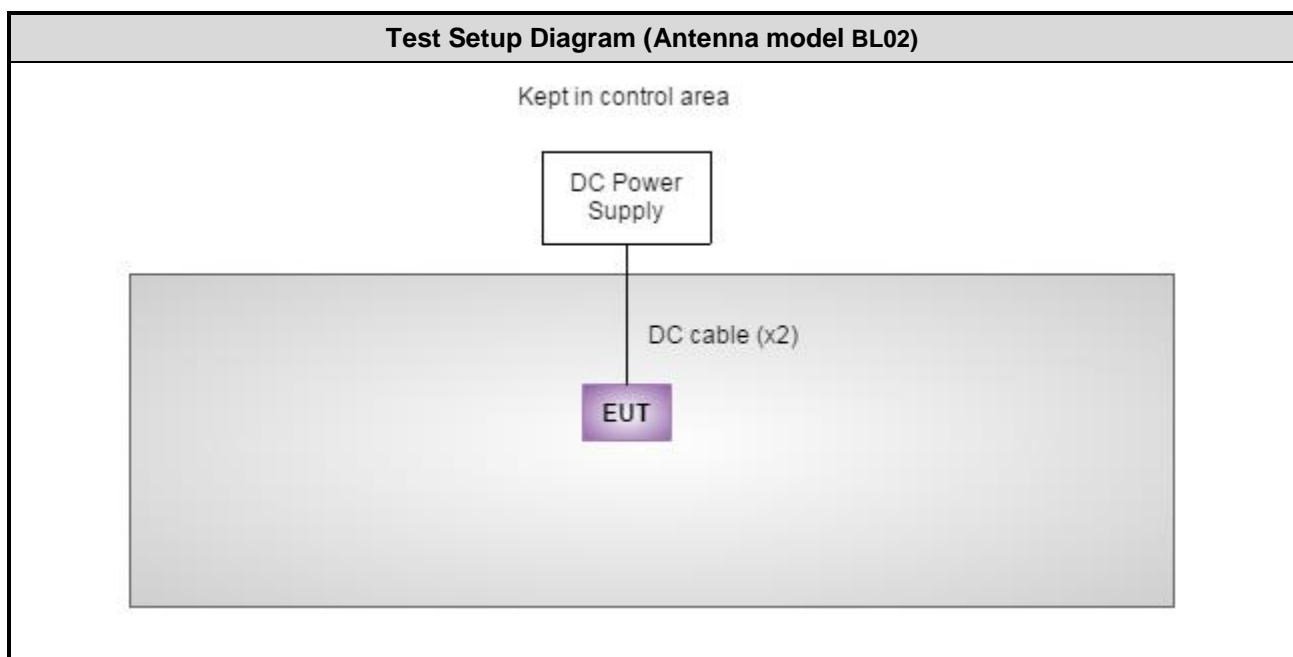 Test Setup Diagram (Antenna model BL02)
Kept in control area
DC Power
Supply
DC cable (x2)
EUT